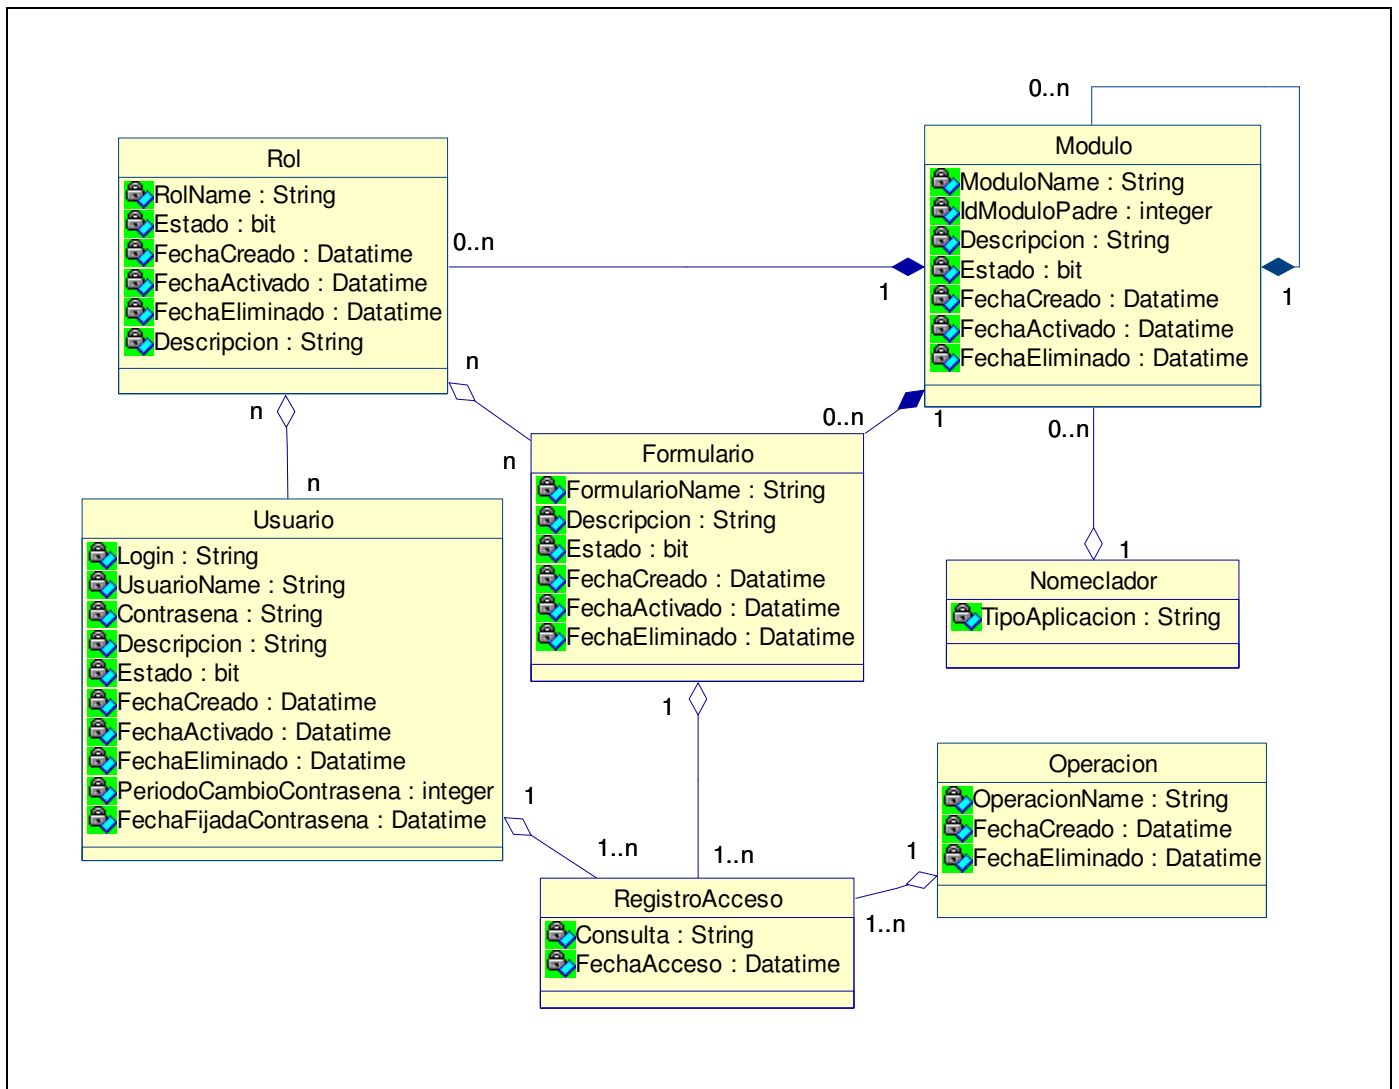 Rol
RolName : String
Estado : bit
FechaCreado : Datatime
FechaActivado : Datatime
FechaEliminado : Datatime
Descripcion : String
0..n
1
0..n
1
Modulo
ModuloName : String
IdModuloPadre : integer
Descripcion : String
Estado : bit
FechaCreado : Datatime
FechaActivado : Datatime
FechaEliminado : Datatime
n
n
n
n
0..n
1
0..n
1
Formulario
FormularioName : String
Descripcion : String
Estado : bit
FechaCreado : Datatime
FechaActivado : Datatime
FechaEliminado : Datatime
Usuario
Login : String
UsuarioName : String
Contrasena : String
Descripcion : String
Estado : bit
FechaCreado : Datatime
FechaActivado : Datatime
FechaEliminado : Datatime
PeriodoCambioContrasena : integer
FechaFijadaContrasena : Datatime
Nomeclador
TipoAplicacion : String
1
1..n
1
1..n
1
1..n
Operacion
OperacionName : String
FechaCreado : Datatime
FechaEliminado : Datatime
RegistroAcceso
Consulta : String
FechaAcceso : Datatime